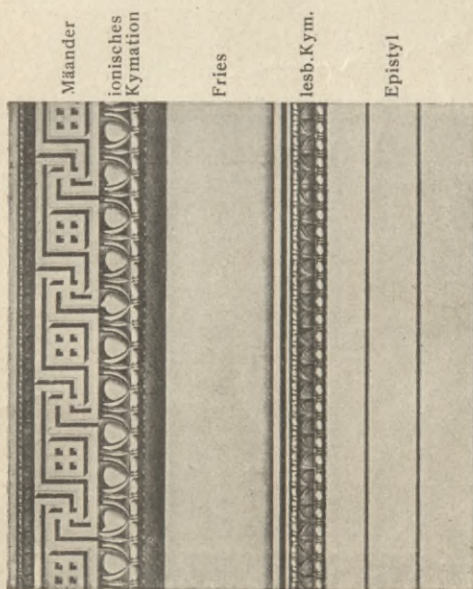 Mäander
ionisches
Kymation
Fries
lesb.Kym.
Epistyl